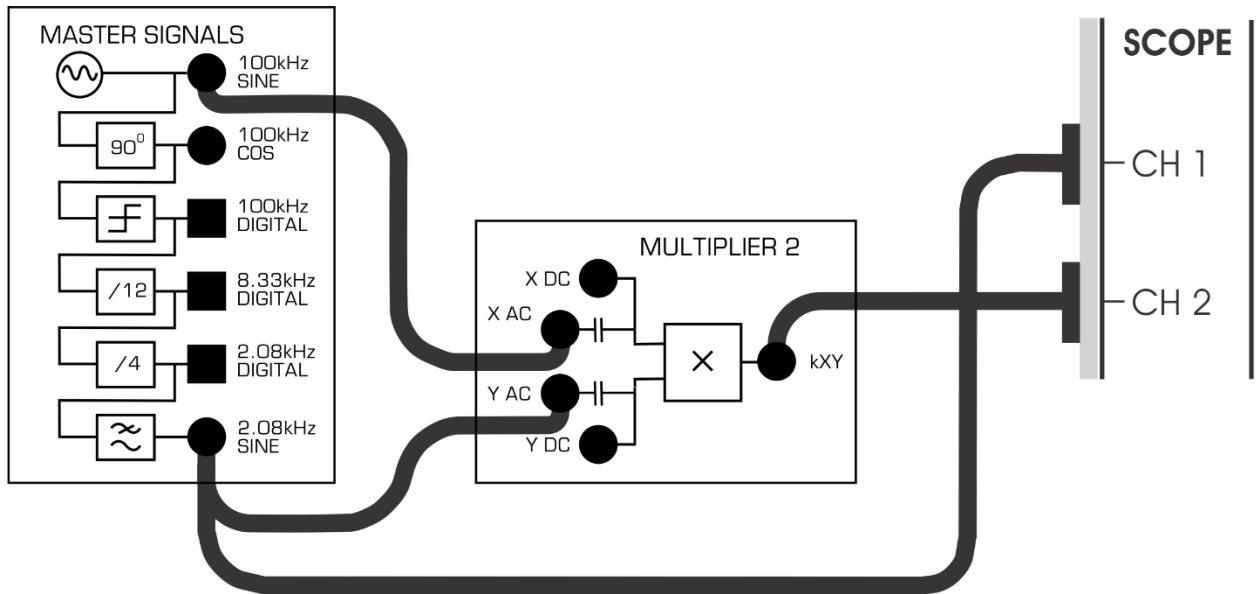 MASTER SIGNALS
100kHz
SINE
90⁰
100kHz
COS
100kHz
DIGITAL
/12
8.33kHz
DIGITAL
/4
2.08kHz
DIGITAL
2.08kHz
SINE
MULTIPLIER 2
X DC
X AC
Y AC
Y DC
×
kXY
SCOPE
CH 1
CH 2